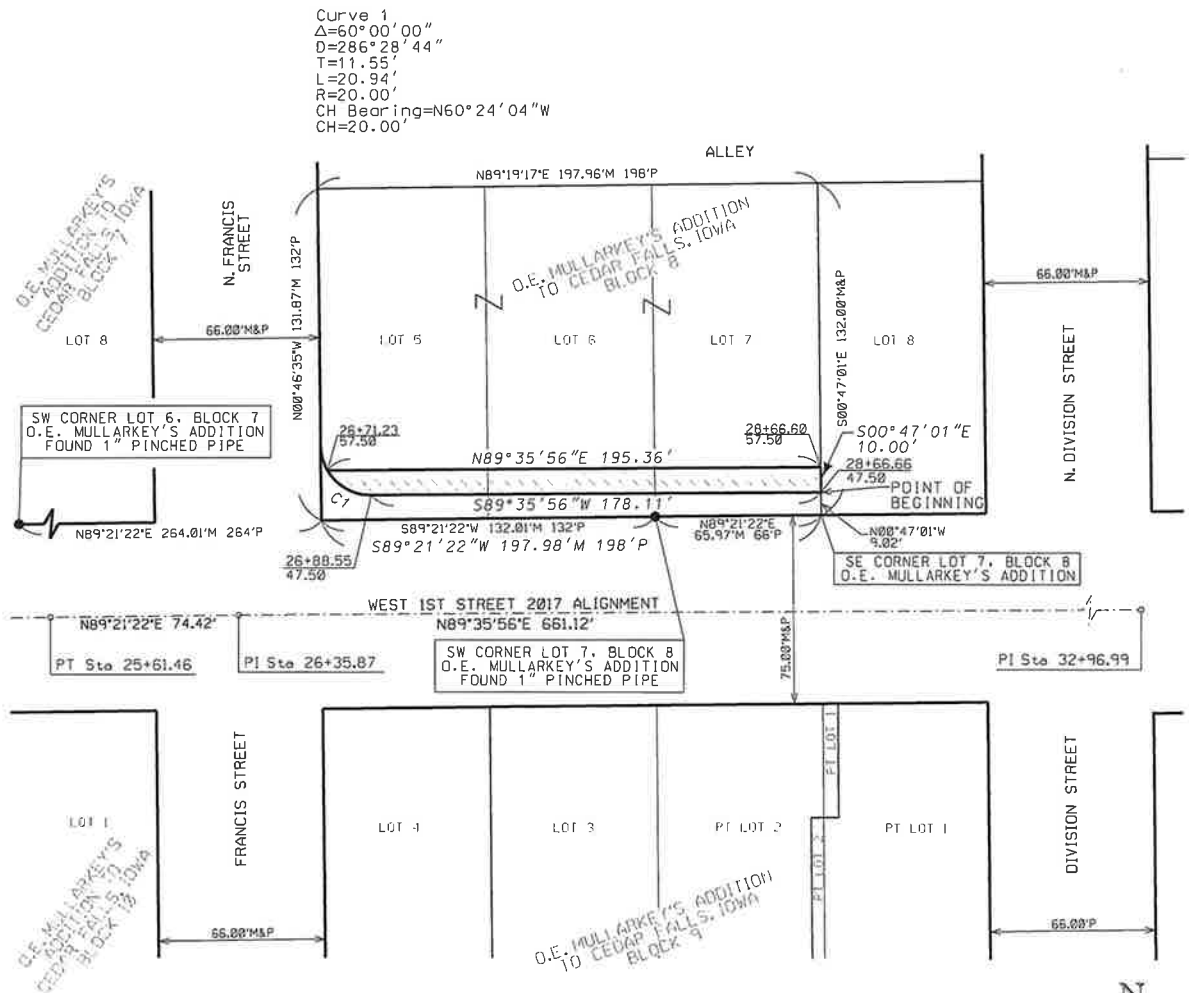 Curve 1
Δ=60°00'00"
D=286°28'44"
T=11.55'
L=20.94'
R=20.00'
CH Bearing=N60°24'04"W
CH=20.00'
ALLEY
N89°19'17"E 197.96'M 198'P
O.E. MULLARKEY'S
ADDITION TO
CEDAR FALLS, IOWA
BLOCK 7
N. FRANCIS
STREET
O.E. MULLARKEY'S ADDITION
TO CEDAR FALLS, IOWA
BLOCK 8
66.00'M&P
66.00'M&P
N00°46'35"W 131.87'M 132'P
S00°47'01"E 132.00'M&P
N. DIVISION STREET
LOT 8
LOT 5
LOT 6
LOT 7
LOT 8
SW CORNER LOT 6, BLOCK 7
O.E. MULLARKEY'S ADDITION
FOUND 1" PINCHED PIPE
26+71.23
57.50
28+66.60
57.50
S00°47'01"E
10.00'
N89°35'56"E 195.36'
28+66.66
47.50
POINT OF
BEGINNING
C1
S89°35'56"W 178.11'
N89°21'22"E 264.01'M 264'P
S89°21'22"W 132.01'M 132'P
N89°21'22"E
65.97'M 66'P
N00°47'01"W
9.02'
S89°21'22"W 197.98'M 198'P
26+88.55
47.50
SE CORNER LOT 7, BLOCK 8
O.E. MULLARKEY'S ADDITION
WEST 1ST STREET 2017 ALIGNMENT
N89°21'22"E 74.42'
N89°35'56"E 661.12'
PT Sta 25+61.46
PI Sta 26+35.87
SW CORNER LOT 7, BLOCK 8
O.E. MULLARKEY'S ADDITION
FOUND 1" PINCHED PIPE
75.00'M&P
PI Sta 32+96.99
FRANCIS STREET
PT LOT 1
DIVISION STREET
LOT 1
LOT 4
LOT 3
PT LOT 2
PT LOT 2
PT LOT 1
O.E. MULLARKEY'S
ADDITION TO
CEDAR FALLS, IOWA
BLOCK 10
66.00'M&P
O.E. MULLARKEY'S ADDITION
TO CEDAR FALLS, IOWA
BLOCK 9
66.00'P
N